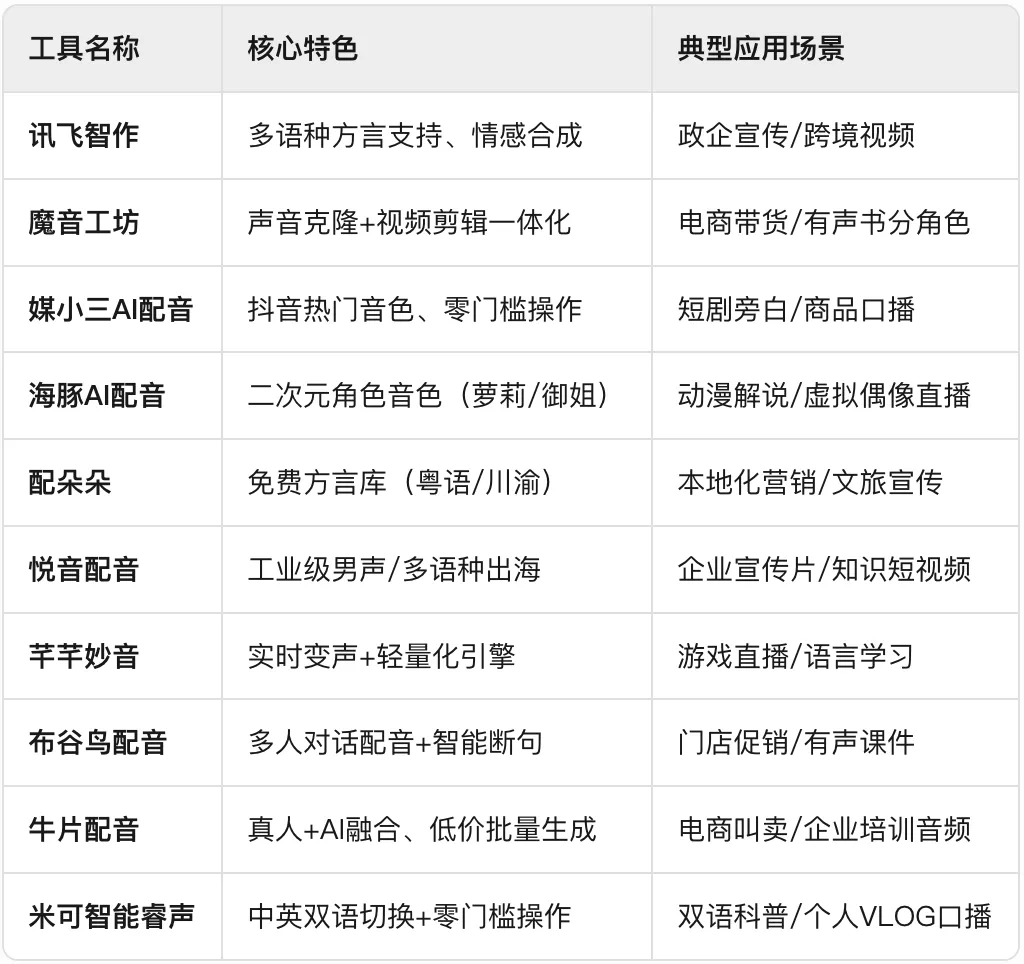 工具名称 核心特色 典型应用场景
讯飞智作 多语种方言支持、情感合成 政企宣传/跨境视频
魔音工坊 声音克隆+视频剪辑一体化 电商带货/有声书分角色
媒小三AI配音 抖音热门音色、零门槛操作 短剧旁白/商品口播
海豚AI配音 二次元角色音色（萝莉/御姐） 动漫解说/虚拟偶像直播
配朵朵 免费方言库（粤语/川渝） 本地化营销/文旅宣传
悦音配音 工业级男声/多语种出海 企业宣传片/知识短视频
芊芊妙音 实时变声+轻量化引擎 游戏直播/语言学习
布谷鸟配音 多人对话配音+智能断句 门店促销/有声课件
牛片配音 真人+AI融合、低价批量生成 电商叫卖/企业培训音频
米可智能睿声 中英双语切换+零门槛操作 双语科普/个人VLOG口播